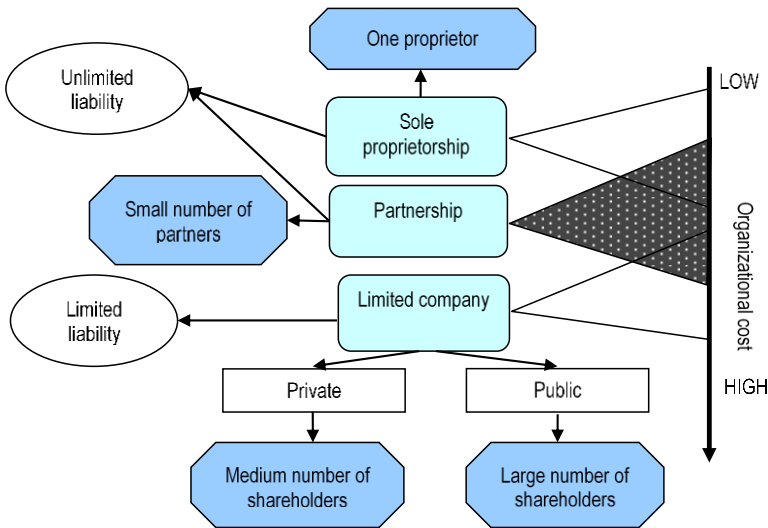 One proprietor
Unlimited
liability
LOW
Sole
proprietorship
Small number of
partners
Partnership
Organizational cost
Limited company
Limited
liability
Private
Public
HIGH
Medium number of
shareholders
Large number of
shareholders